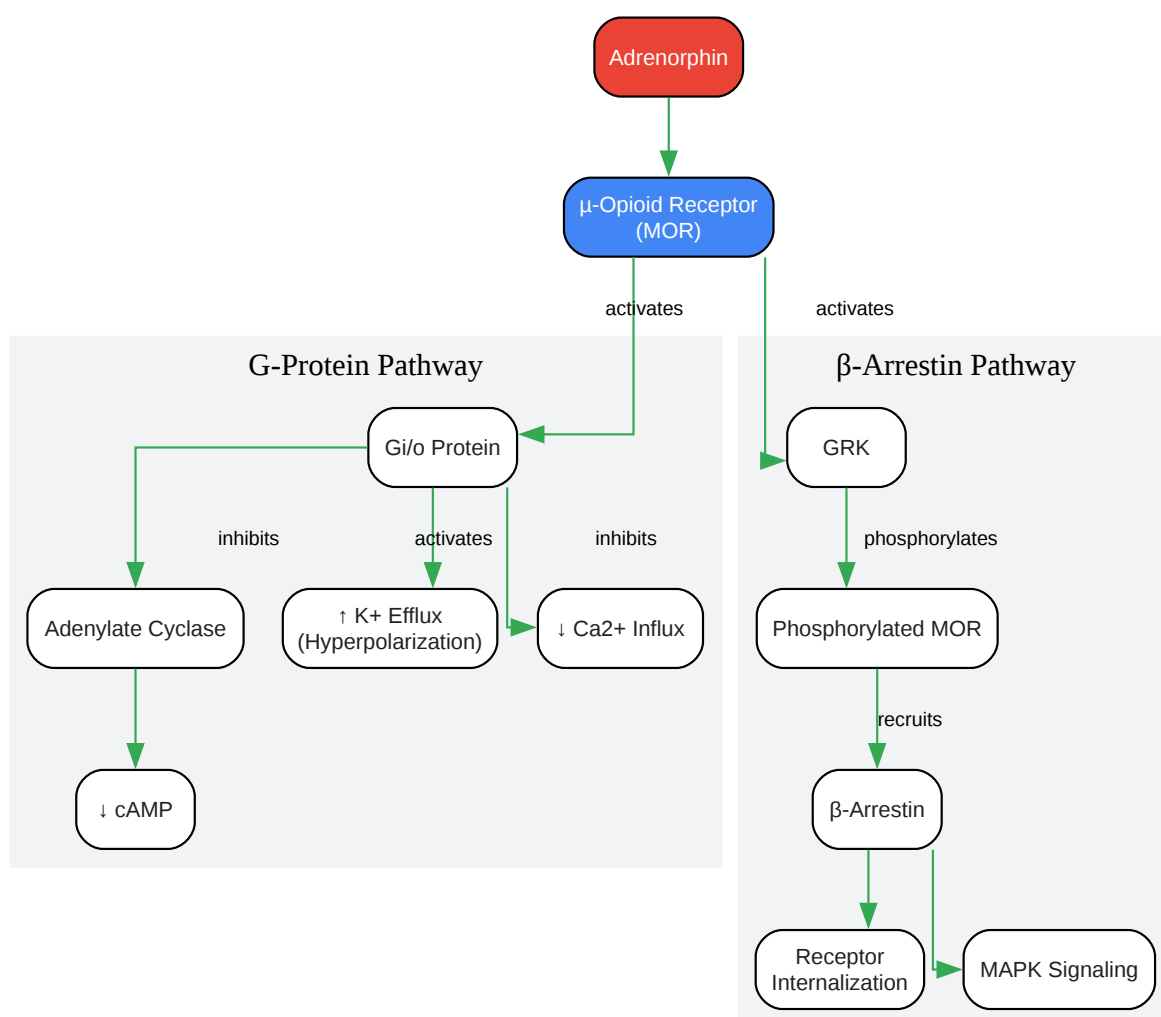 Adrenorphin
µ-Opioid Receptor
(MOR)
activates
activates
G-Protein Pathway
β-Arrestin Pathway
Gi/o Protein
GRK
inhibits
activates
inhibits
phosphorylates
Adenylate Cyclase
↑ K+ Efflux
(Hyperpolarization)
↓ Ca2+ Influx
Phosphorylated MOR
recruits
↓ cAMP
β-Arrestin
Receptor
Internalization
MAPK Signaling